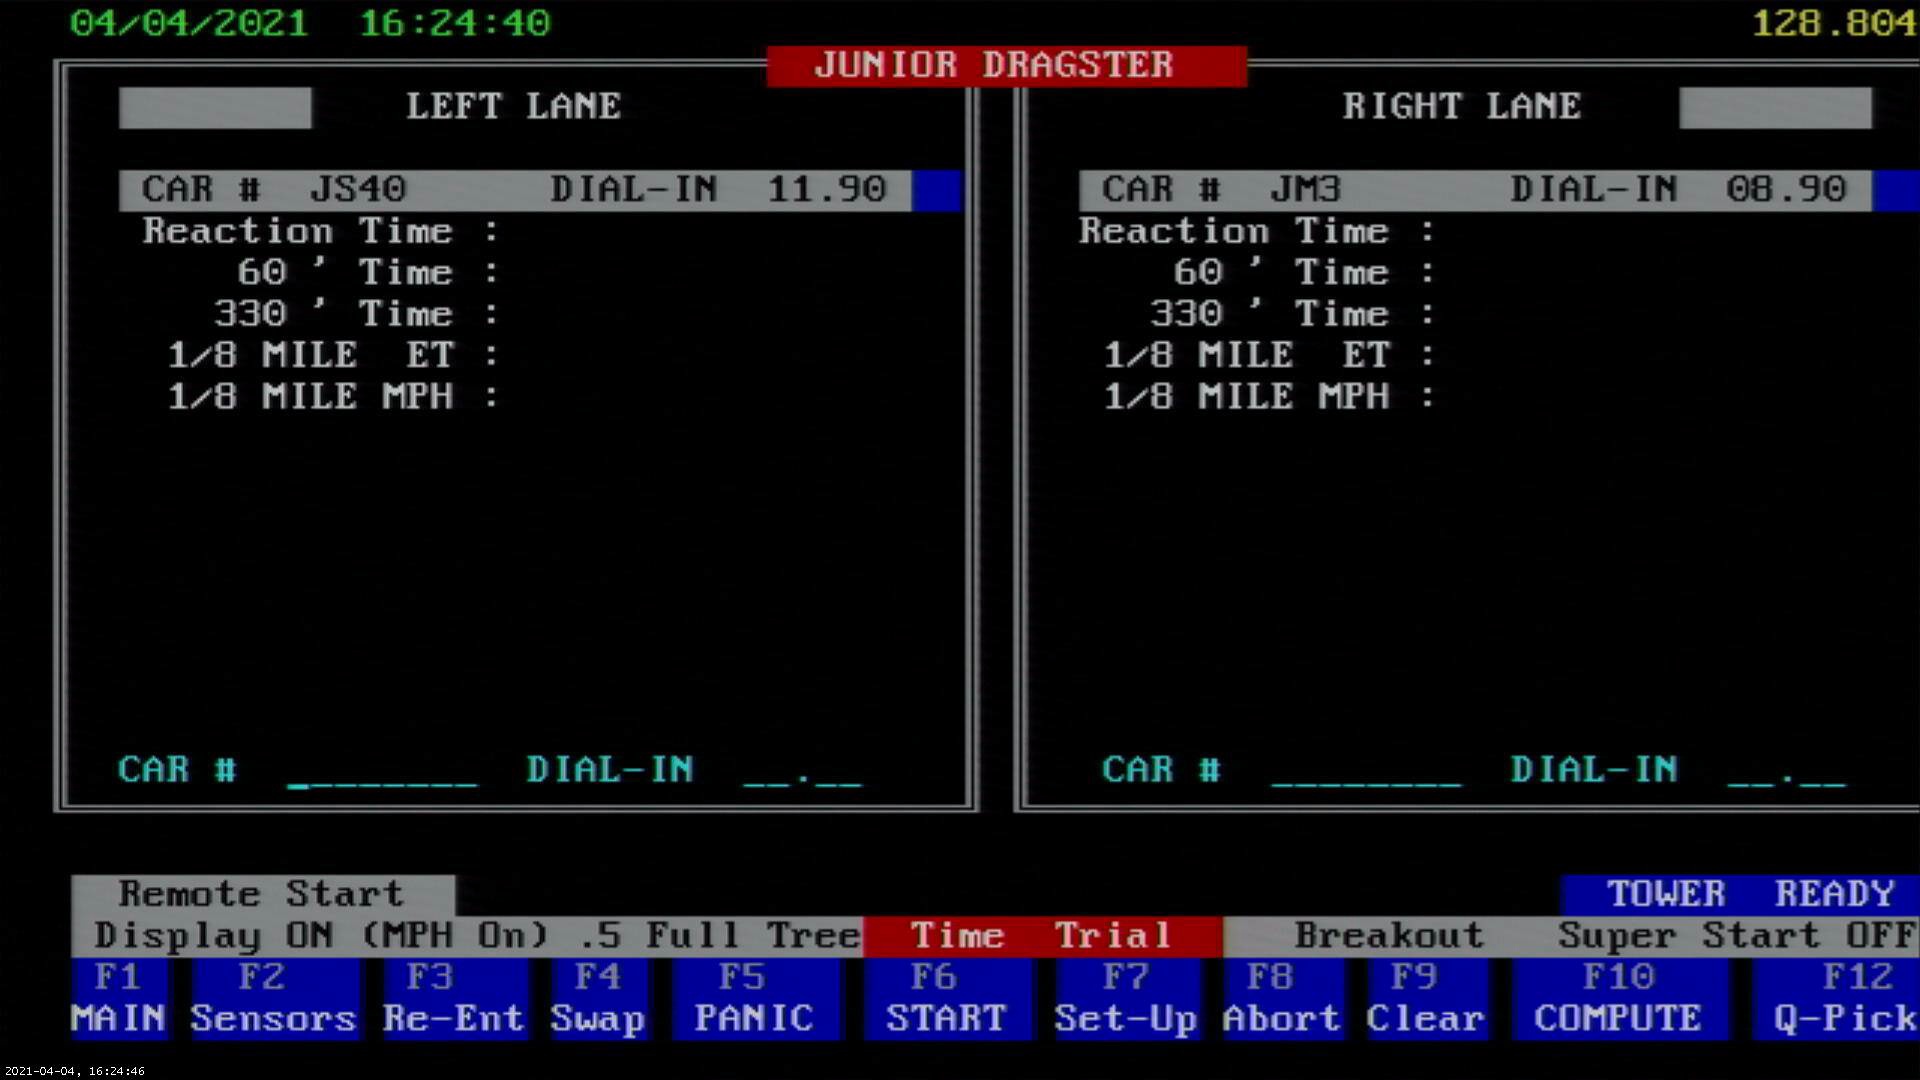 04/04/2021 16:24:40 128.804
JUNIOR DRAGSTER
LEFT LANE RIGHT LANE
CAR # JS40 DIAL-IN 11.90 CAR # JM3 DIAL-IN 08.90
Reaction Time : Reaction Time :
60 ' Time : 60 ' Time :
330 ' Time : 330 ' Time :
1/8 MILE ET : 1/8 MILE ET :
1/8 MILE MPH : 1/8 MILE MPH :
CAR # ________ DIAL-IN __.__ CAR # ________ DIAL-IN __.__
Remote Start TOWER READY
Display ON (MPH On) .5 Full Tree Time Trial Breakout Super Start OFF
F1 F2 F3 F4 F5 F6 F7 F8 F9 F10 F12
MAIN Sensors Re-Ent Swap PANIC START Set-Up Abort Clear COMPUTE Q-Pick
2021-04-04, 16:24:46